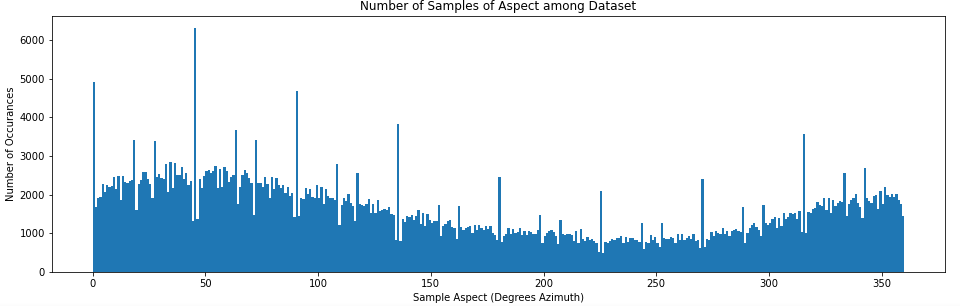 Number of Samples of Aspect among Dataset
Number of Occurances
6000
5000
4000
3000
2000
1000
0
0 50 100 150 200 250 300 350
Sample Aspect (Degrees Azimuth)